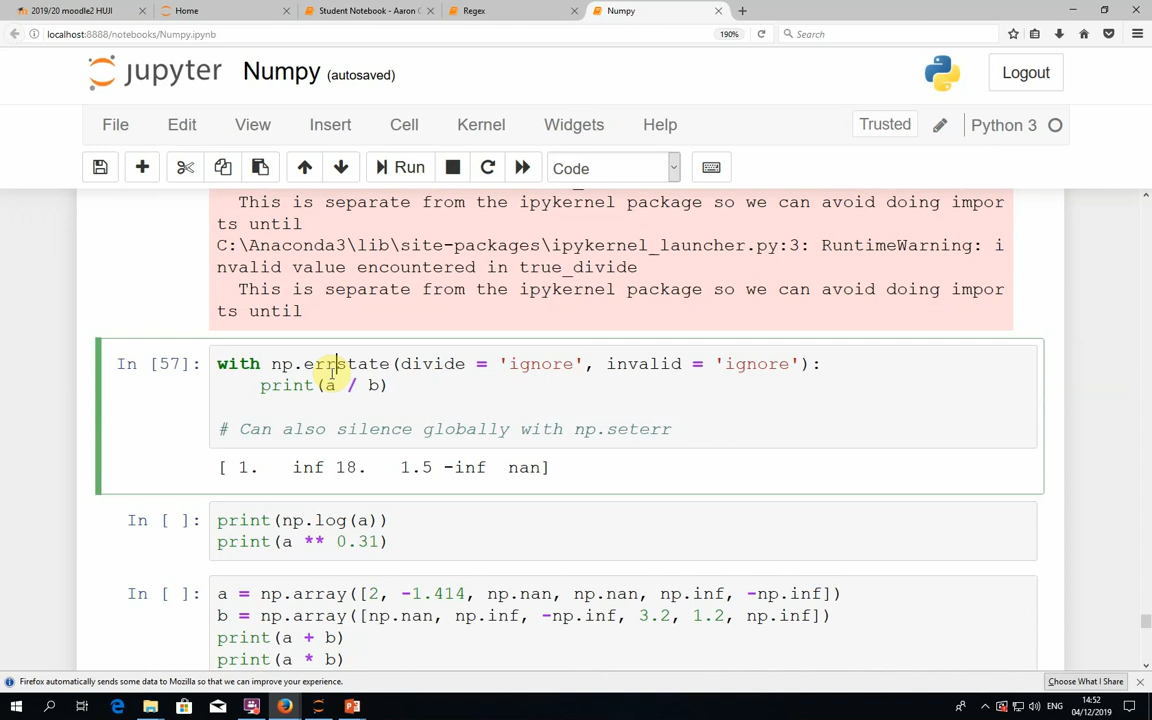 2019/20 moodle2 HUJI
Home
Student Notebook - Aaron C
Regex
Numpy
localhost:8888/notebooks/Numpy.ipynb
190%
Search
jupyter Numpy (autosaved)
Logout
File Edit View Insert Cell Kernel Widgets Help
Trusted
Python 3
Run
Code
This is separate from the ipykernel package so we can avoid doing impor
ts until
C:\Anaconda3\lib\site-packages\ipykernel_launcher.py:3: RuntimeWarning: i
nvalid value encountered in true_divide
This is separate from the ipykernel package so we can avoid doing impor
ts until
In [57]: with np.errstate(divide = 'ignore', invalid = 'ignore'):
print(a / b)
# Can also silence globally with np.seterr
[ 1. inf 18. 1.5 -inf nan]
In [ ]: print(np.log(a))
print(a ** 0.31)
In [ ]: a = np.array([2, -1.414, np.nan, np.nan, np.inf, -np.inf])
b = np.array([np.nan, np.inf, -np.inf, 3.2, 1.2, np.inf])
print(a + b)
print(a * b)
Firefox automatically sends some data to Mozilla so that we can improve your experience.
Choose What I Share
ENG
14:52
04/12/2019